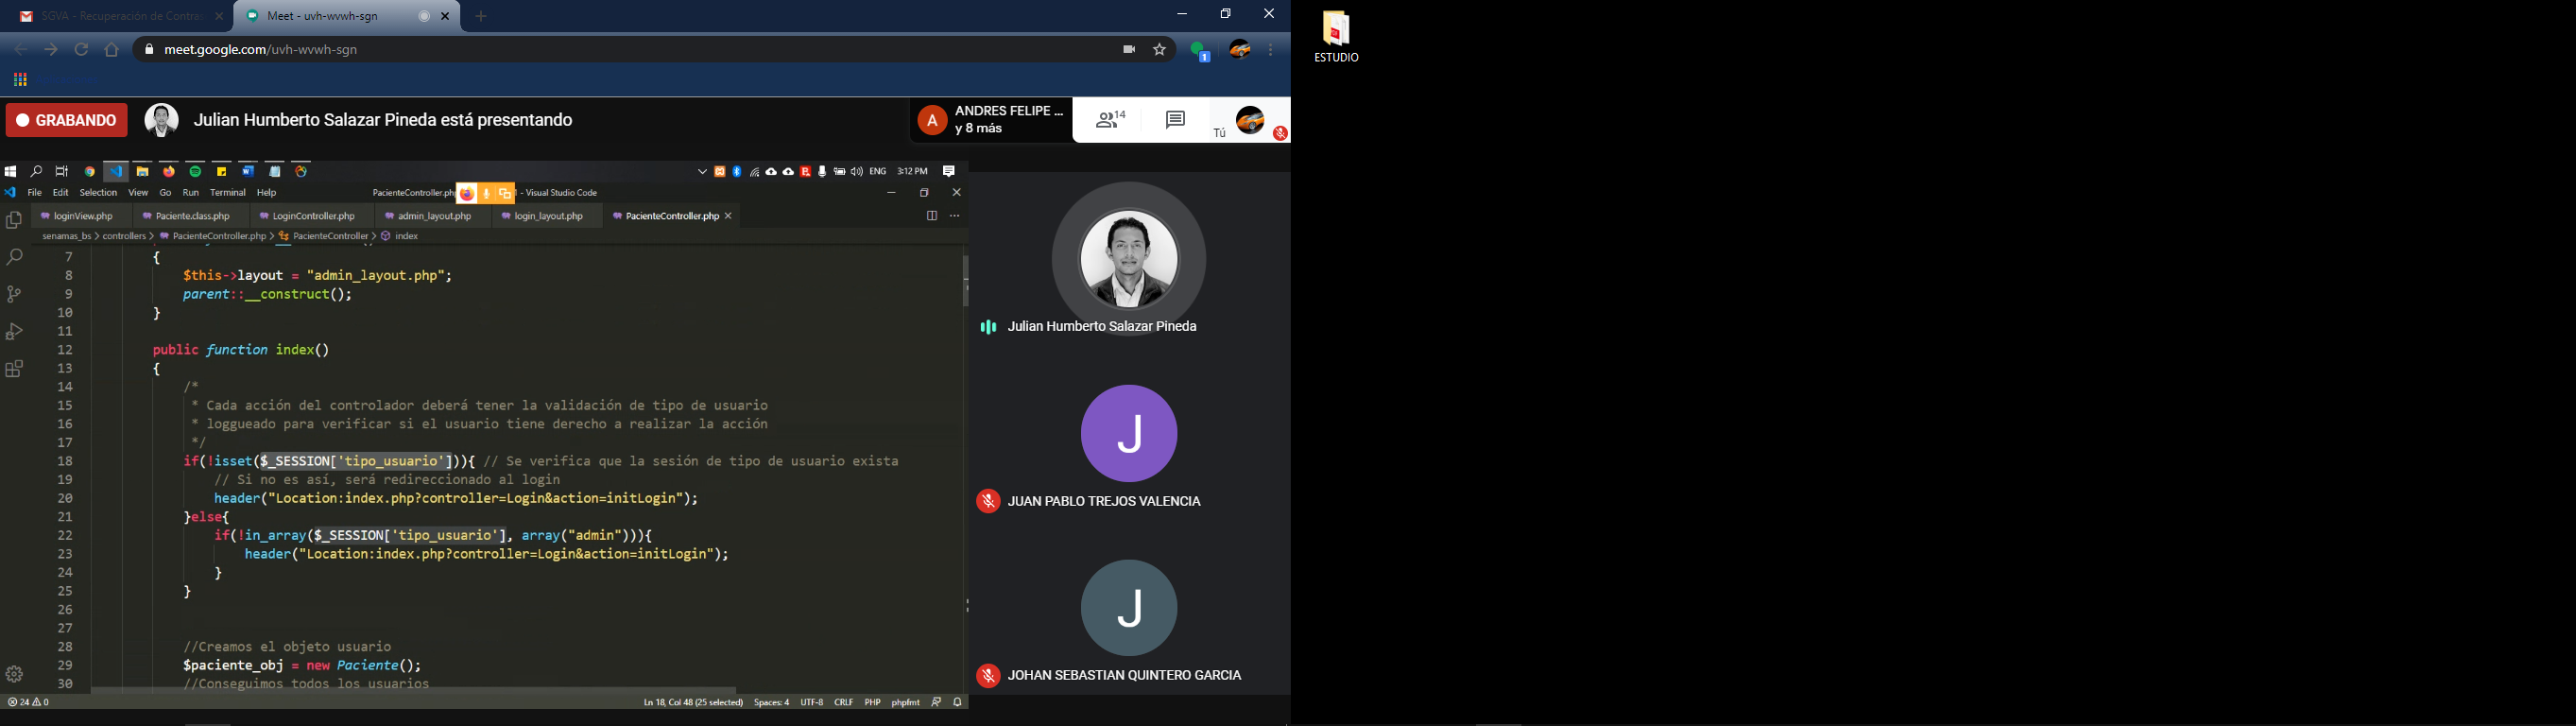 SGVA - Recuperación de Contras
Meet - uvh-wvwh-sgn
meet.google.com/uvh-wvwh-sgn
1
ESTUDIO
GRABANDO
Julian Humberto Salazar Pineda está presentando
A
ANDRES FELIPE ...
y 8 más
14
Tú
ENG
3:12 PM
File Edit Selection View Go Run Terminal Help
PacienteController.php
1 - Visual Studio Code
loginView.php
Paciente.class.php
LoginController.php
admin_layout.php
login_layout.php
PacienteController.php
senamas_bs > controllers > PacienteController.php > PacienteController > index
7 {
8 $this->layout = "admin_layout.php";
9 parent::__construct();
10 }
11
12 public function index()
13 {
14 /*
15 * Cada acción del controlador deberá tener la validación de tipo de usuario
16 * loggueado para verificar si el usuario tiene derecho a realizar la acción
17 */
18 if(!isset($_SESSION['tipo_usuario'])){ // Se verifica que la sesión de tipo de usuario exista
19 // Si no es así, será redireccionado al login
20 header("Location:index.php?controller=Login&action=initLogin");
21 }else{
22 if(!in_array($_SESSION['tipo_usuario'], array("admin"))){
23 header("Location:index.php?controller=Login&action=initLogin");
24 }
25 }
26
27
28 //Creamos el objeto usuario
29 $paciente_obj = new Paciente();
30 //Conseguimos todos los usuarios
24 0
Ln 18, Col 48 (25 selected) Spaces: 4 UTF-8 CRLF PHP phpfmt
Julian Humberto Salazar Pineda
J
JUAN PABLO TREJOS VALENCIA
J
JOHAN SEBASTIAN QUINTERO GARCIA